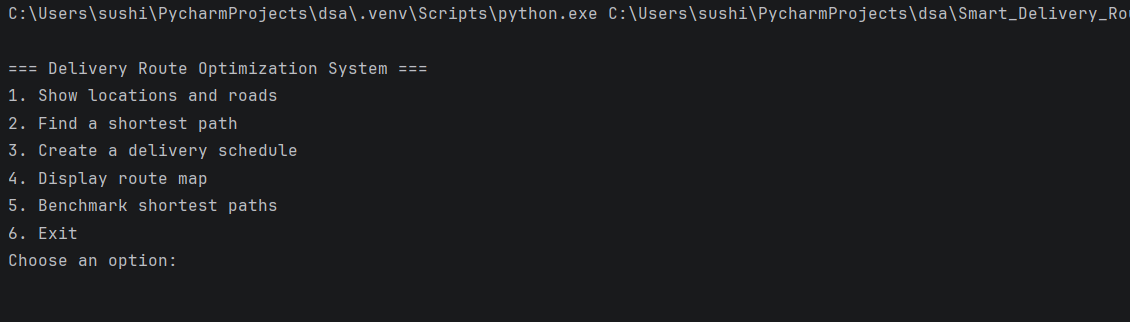 C:\Users\sushi\PycharmProjects\dsa\.venv\Scripts\python.exe C:\Users\sushi\PycharmProjects\dsa\Smart_Delivery_Ro
=== Delivery Route Optimization System ===
1. Show locations and roads
2. Find a shortest path
3. Create a delivery schedule
4. Display route map
5. Benchmark shortest paths
6. Exit
Choose an option: